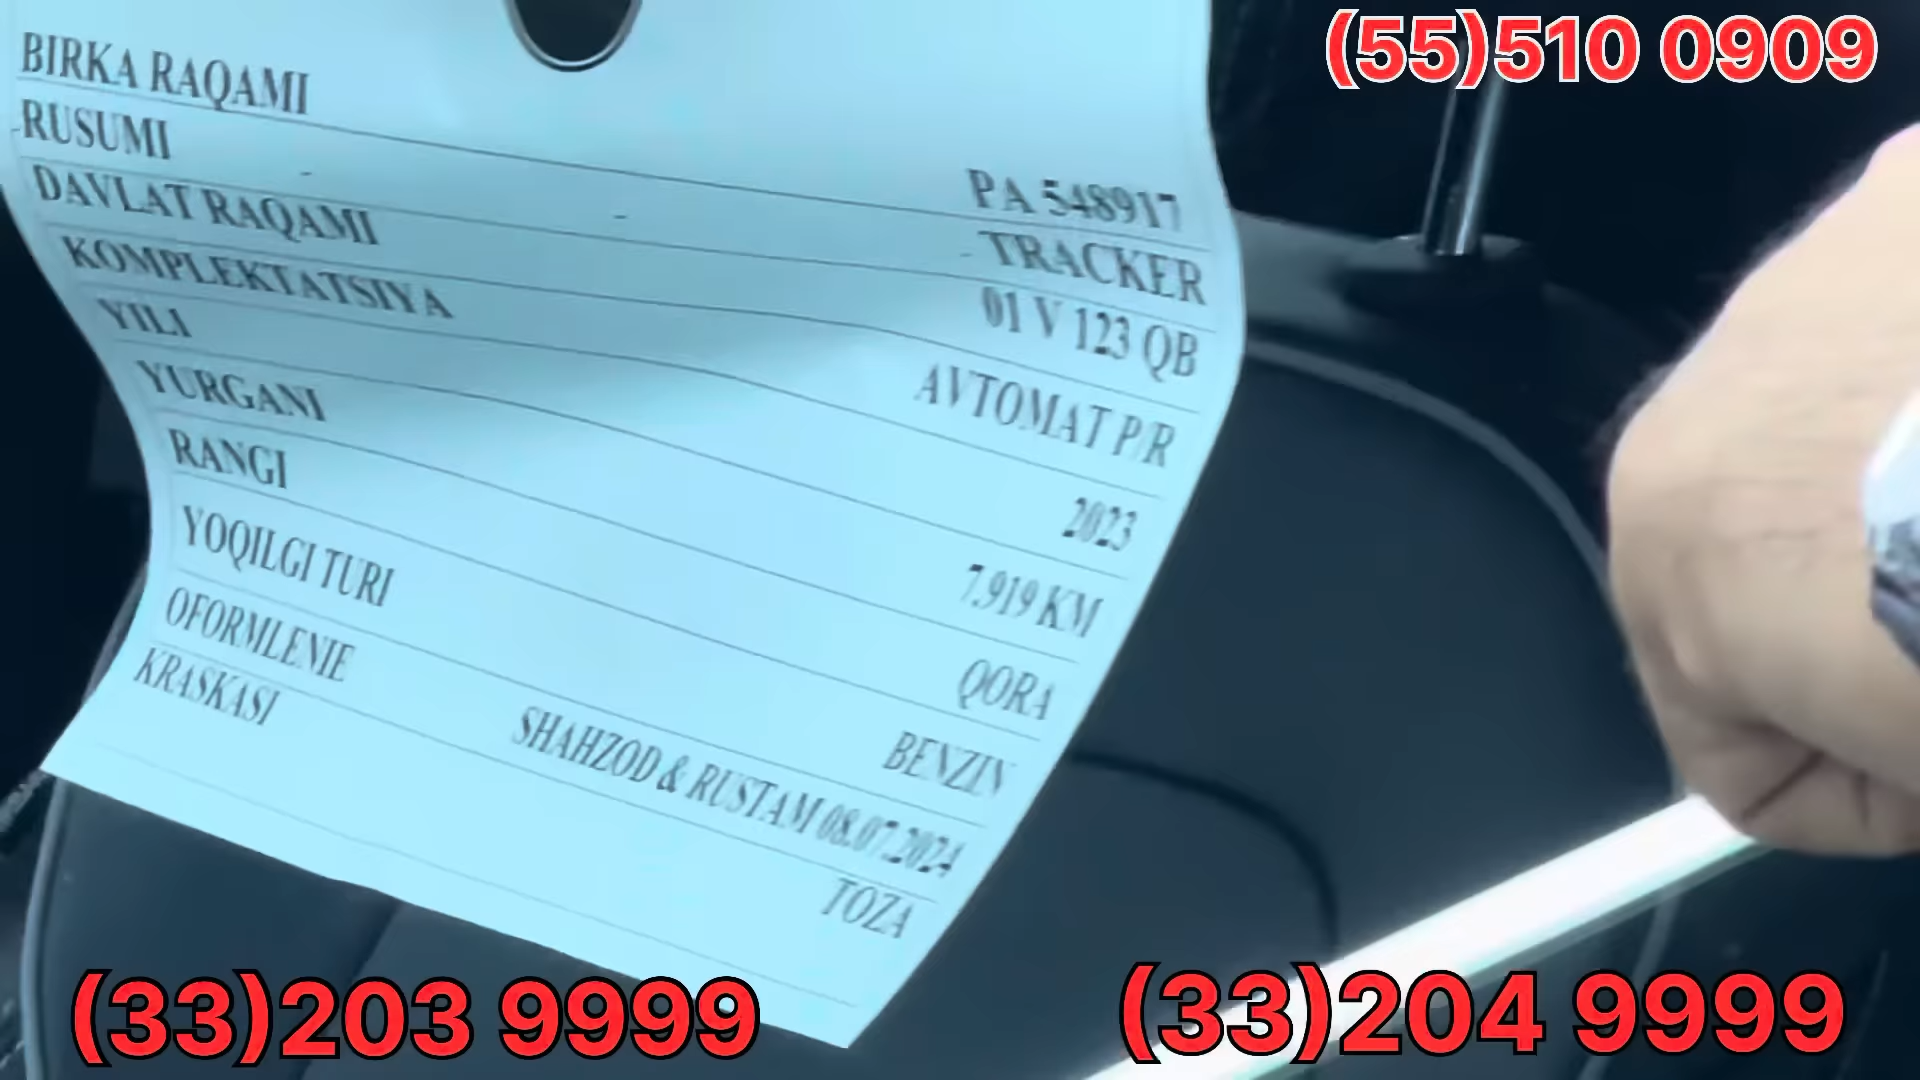 (55)510 0909
BIRKA RAQAMI PA 548917
RUSUMI TRACKER
DAVLAT RAQAMI 01 V 123 QB
KOMPLEKTATSIYA AVTOMAT P/R
YILI 2023
YURGANI 7.919 KM
RANGI QORA
YOQILGI TURI BENZIN
OFORMLENIE SHAHZOD & RUSTAM 08.07.2024
KRASKASI TOZA
(33)203 9999
(33)204 9999